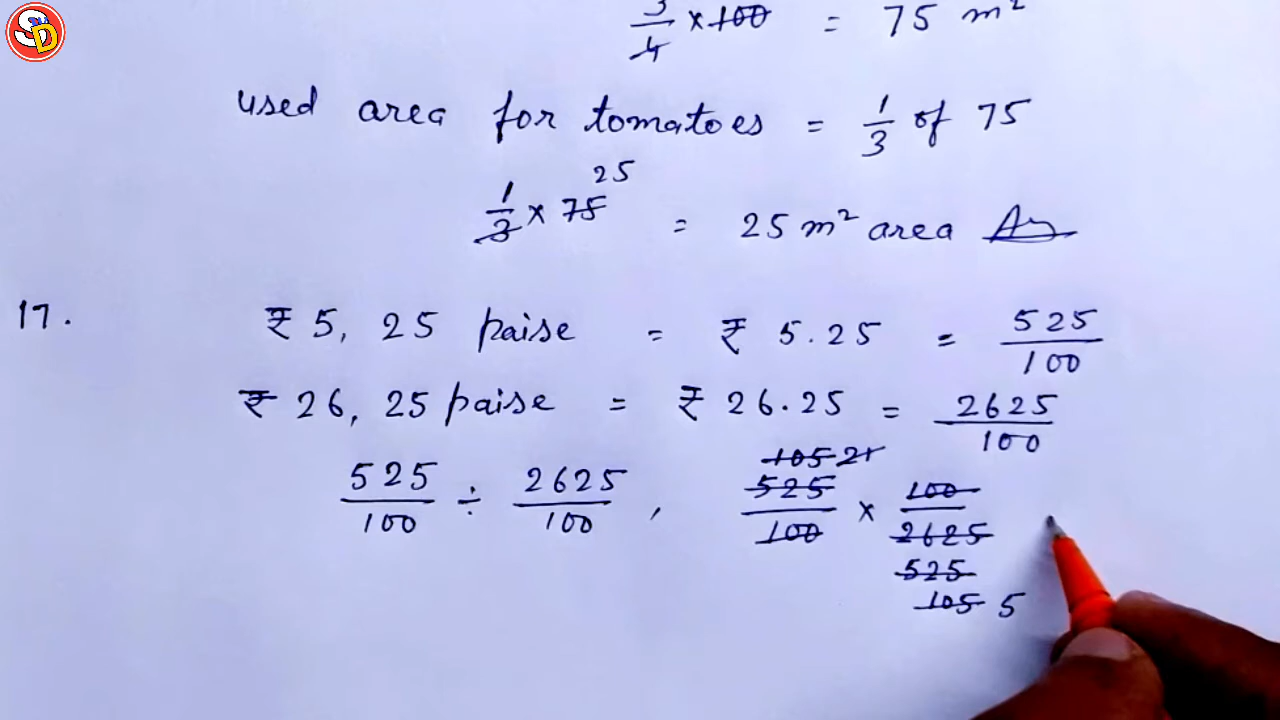 SD
3/4 × 100 = 75 m²
used area for tomatoes = 1/3 of 75
25
1/3 × 75 = 25 m² area Ans
17.
₹ 5, 25 paise = ₹ 5.25 = 525/100
₹ 26, 25 paise = ₹ 26.25 = 2625/100
105 21
525/100 ÷ 2625/100 , 525/100 × 100/2625
525
105 5